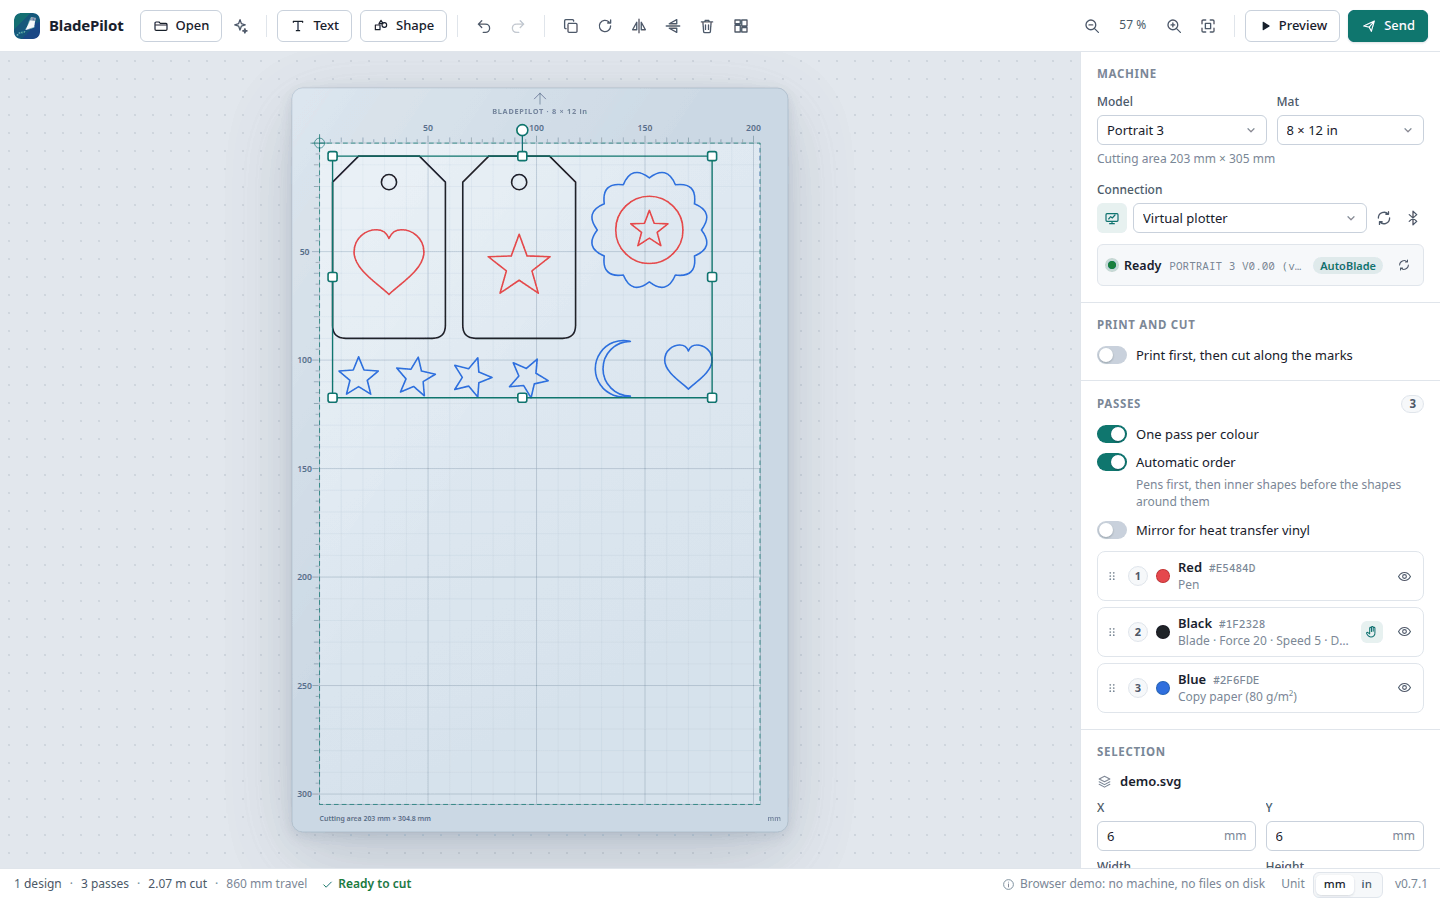 BladePilot
Open
Text
Shape
57 %
Preview
Send
BLADEPILOT · 8 × 12 in
50
100
150
200
50
100
150
200
250
300
Cutting area 203 mm × 304.8 mm
mm
MACHINE
Model
Mat
Portrait 3
8 × 12 in
Cutting area 203 mm × 305 mm
Connection
Virtual plotter
Ready PORTRAIT 3 V0.00 (v… AutoBlade
PRINT AND CUT
Print first, then cut along the marks
PASSES
3
One pass per colour
Automatic order
Pens first, then inner shapes before the shapes
around them
Mirror for heat transfer vinyl
1 Red #E5484D
Pen
2 Black #1F2328
Blade · Force 20 · Speed 5 · D…
3 Blue #2F6FDE
Copy paper (80 g/m²)
SELECTION
demo.svg
X
Y
6 mm
6 mm
Width
Height
1 design · 3 passes · 2.07 m cut · 860 mm travel Ready to cut
Browser demo: no machine, no files on disk Unit mm in v0.7.1